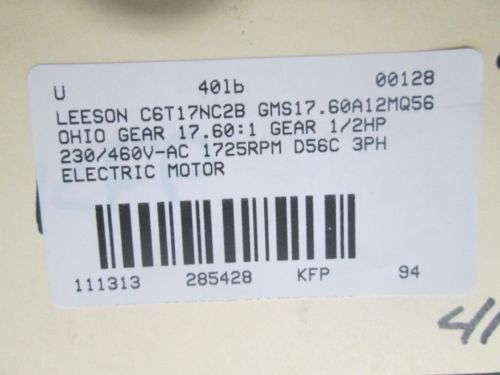 U 40lb 00128
LEESON C6T17NC2B GMS17.60A12MQ56
OHIO GEAR 17.60:1 GEAR 1/2HP
230/460V-AC 1725RPM D56C 3PH
ELECTRIC MOTOR
111313 285428 KFP 94